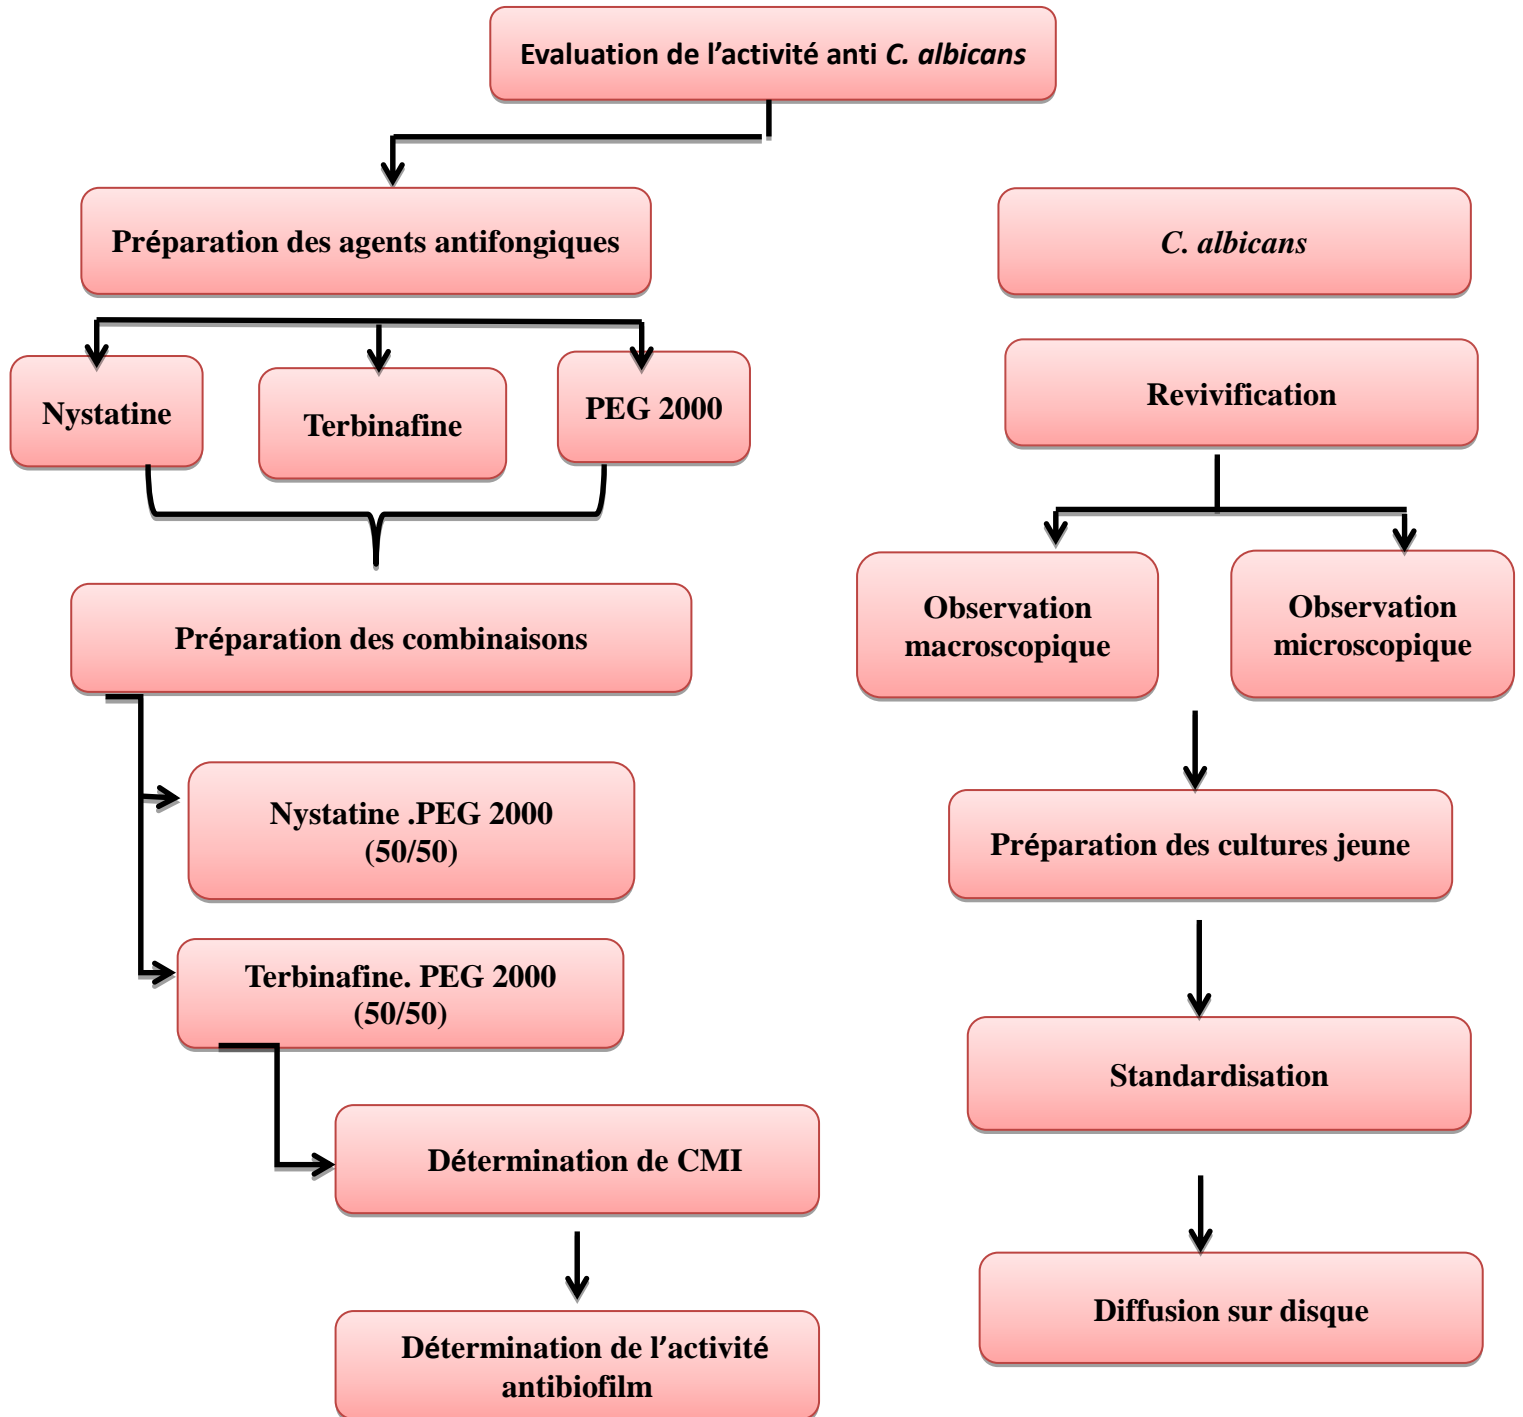 Evaluation de l’activité anti C. albicans
Préparation des agents antifongiques
C. albicans
Nystatine
Terbinafine
PEG 2000
Revivification
Préparation des combinaisons
Observation
macroscopique
Observation
microscopique
Nystatine .PEG 2000
(50/50)
Préparation des cultures jeune
Terbinafine. PEG 2000
(50/50)
Standardisation
Détermination de CMI
Diffusion sur disque
Détermination de l’activité
antibiofilm